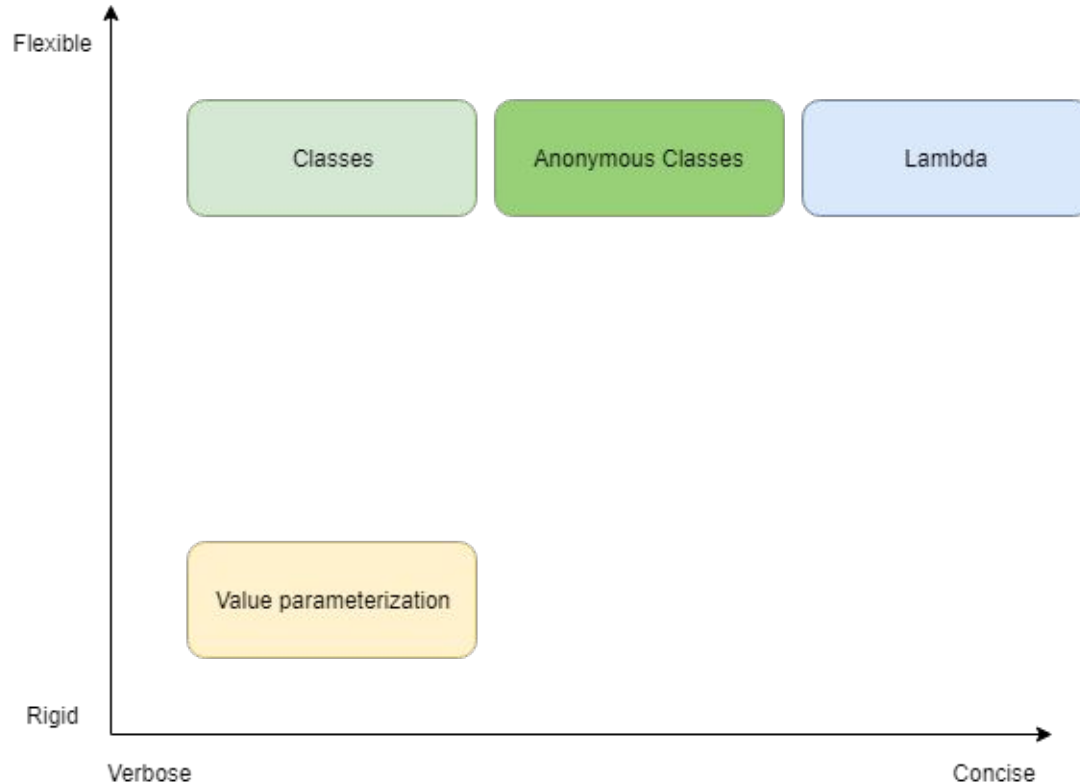 Flexible
Classes
Anonymous Classes
Lambda
Value parameterization
Rigid
Verbose
Concise